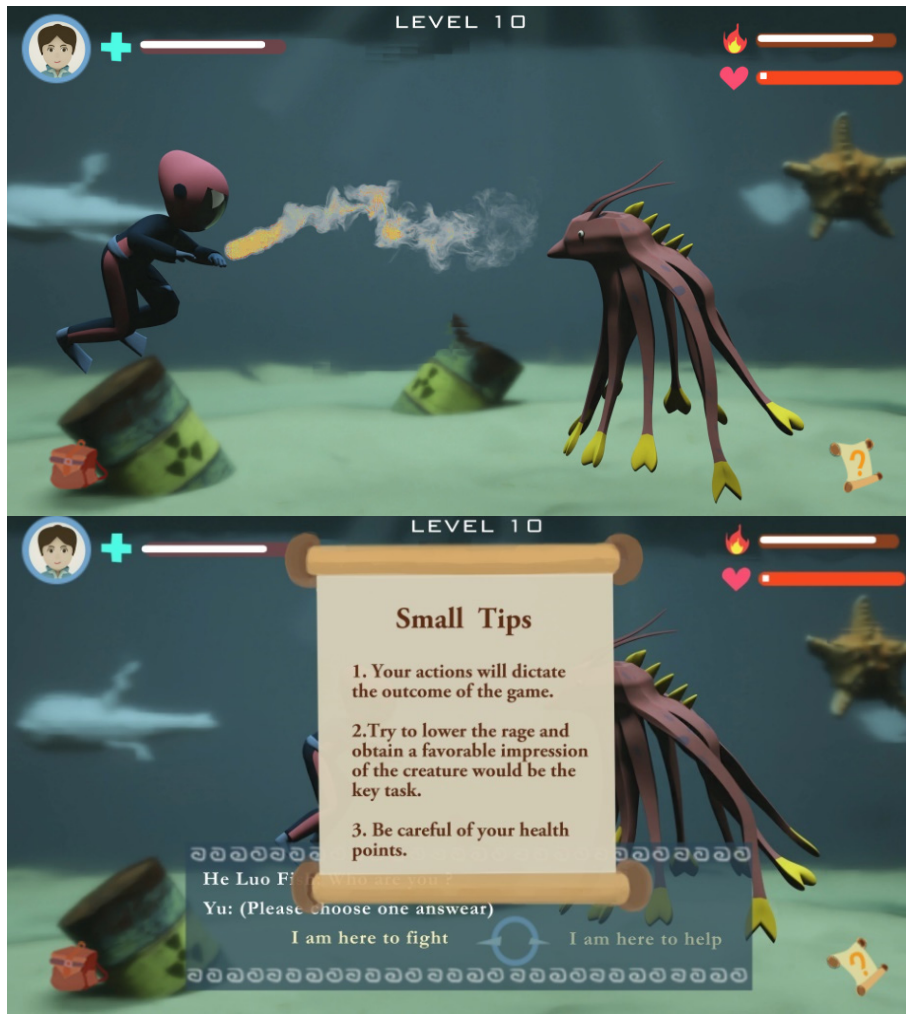 LEVEL 10
?
LEVEL 10
Small Tips
1. Your actions will dictate
the outcome of the game.
2.Try to lower the rage and
obtain a favorable impression
of the creature would be the
key task.
3. Be careful of your health
points.
He Luo Fi Who are you ?
Yu: (Please choose one answear)
I am here to fight
I am here to help
?